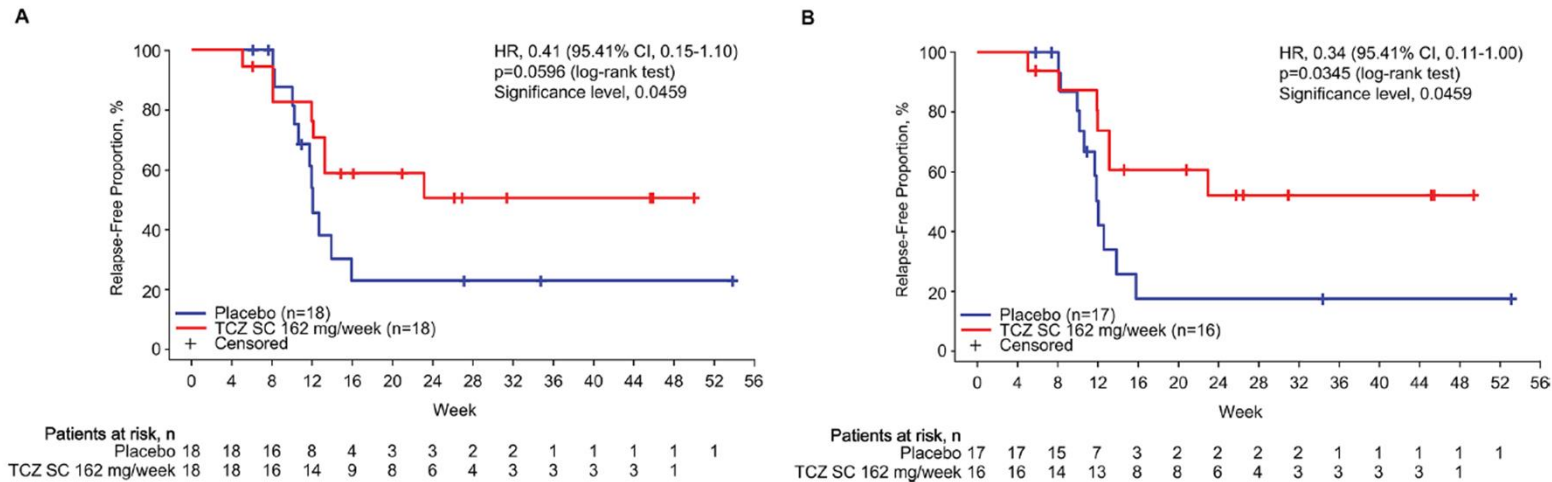 A
HR, 0.41 (95.41% CI, 0.15-1.10)
p=0.0596 (log-rank test)
Significance level, 0.0459
Relapse-Free Proportion, %
100
80
60
40
20
0
Placebo (n=18)
TCZ SC 162 mg/week (n=18)
+ Censored
0 4 8 12 16 20 24 28 32 36 40 44 48 52 56
Week
Patients at risk, n
Placebo 18 18 16 8 4 3 3 2 2 1 1 1 1 1
TCZ SC 162 mg/week 18 18 16 14 9 8 6 4 3 3 3 3 1
B
HR, 0.34 (95.41% CI, 0.11-1.00)
p=0.0345 (log-rank test)
Significance level, 0.0459
Relapse-Free Proportion, %
100
80
60
40
20
0
Placebo (n=17)
TCZ SC 162 mg/week (n=16)
+ Censored
0 4 8 12 16 20 24 28 32 36 40 44 48 52 56
Week
Patients at risk, n
Placebo 17 17 15 7 3 2 2 2 2 1 1 1 1 1
TCZ SC 162 mg/week 16 16 14 13 8 8 6 4 3 3 3 3 1